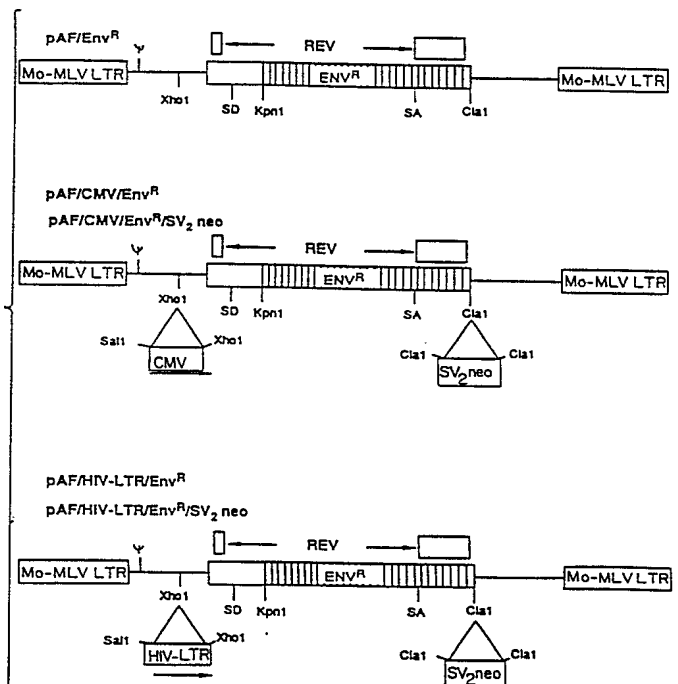 pAF/Env^R
REV
ψ
Mo-MLV LTR ENV^R Mo-MLV LTR
Xho1 SD Kpn1 SA Cla1
pAF/CMV/Env^R
pAF/CMV/Env^R/SV₂ neo
REV
ψ
Mo-MLV LTR ENV^R Mo-MLV LTR
Xho1 SD Kpn1 SA Cla1
Sal1 Xho1 Cla1 Cla1
CMV SV₂neo
pAF/HIV-LTR/Env^R
pAF/HIV-LTR/Env^R/SV₂ neo
REV
ψ
Mo-MLV LTR ENV^R Mo-MLV LTR
Xho1 SD Kpn1 SA Cla1
Sal1 Xho1 Cla1 Cla1
HIV-LTR SV₂neo